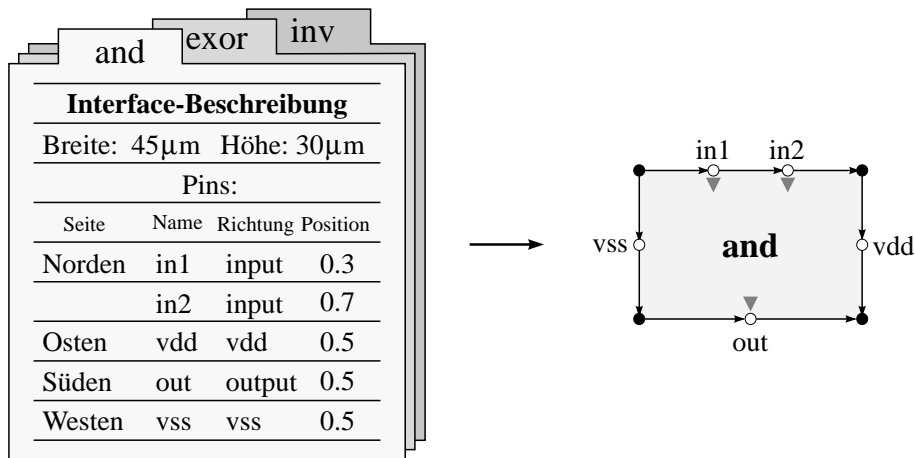 inv
exor
and
Interface-Beschreibung
Breite: 45μm Höhe: 30μm
Pins:
Seite Name Richtung Position
Norden in1 input 0.3
in2 input 0.7
Osten vdd vdd 0.5
Süden out output 0.5
Westen vss vss 0.5
in1 in2
vss and vdd
out